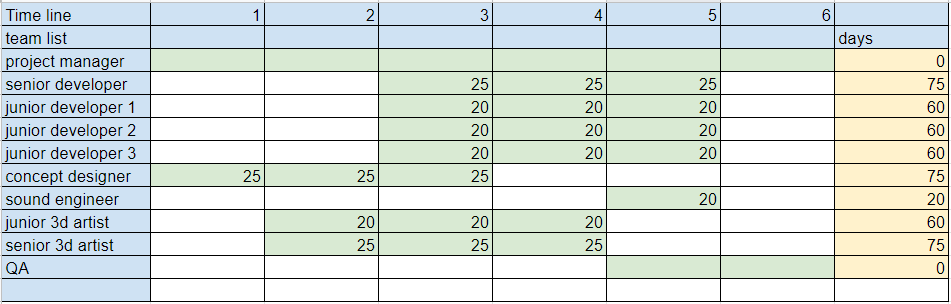 Time line 1 2 3 4 5 6
team list days
project manager 0
senior developer 25 25 25 75
junior developer 1 20 20 20 60
junior developer 2 20 20 20 60
junior developer 3 20 20 20 60
concept designer 25 25 25 75
sound engineer 20 20
junior 3d artist 20 20 20 60
senior 3d artist 25 25 25 75
QA 0